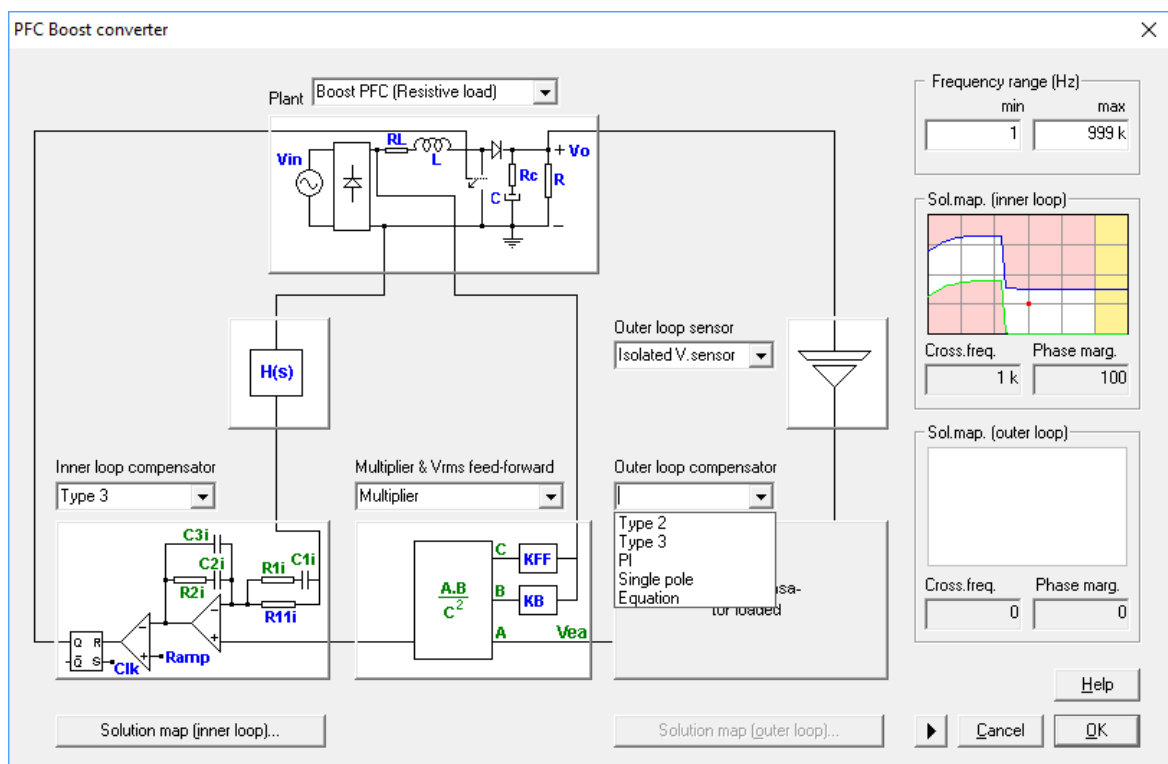 PFC Boost converter
Plant
Boost PFC (Resistive load)
Vin
RL
L
C
Rc
+ Vo
R
−
H(s)
Outer loop sensor
Isolated V.sensor
Inner loop compensator
Type 3
C3i
C2i
R2i
R1i
C1i
R11i
Q R
Q S
Clk
Ramp
Multiplier & Vrms feed-forward
Multiplier
A.B
C²
C
KFF
B
KB
A
Vea
Outer loop compensator
Type 2
Type 3
PI
Single pole
Equation
nsa-
tor loaded
Solution map (inner loop)...
Solution map (outer loop)...
Frequency range (Hz)
min max
1 999 k
Sol.map. (inner loop)
Cross.freq. Phase marg.
1 k 100
Sol.map. (outer loop)
Cross.freq. Phase marg.
0 0
Help
Cancel
OK